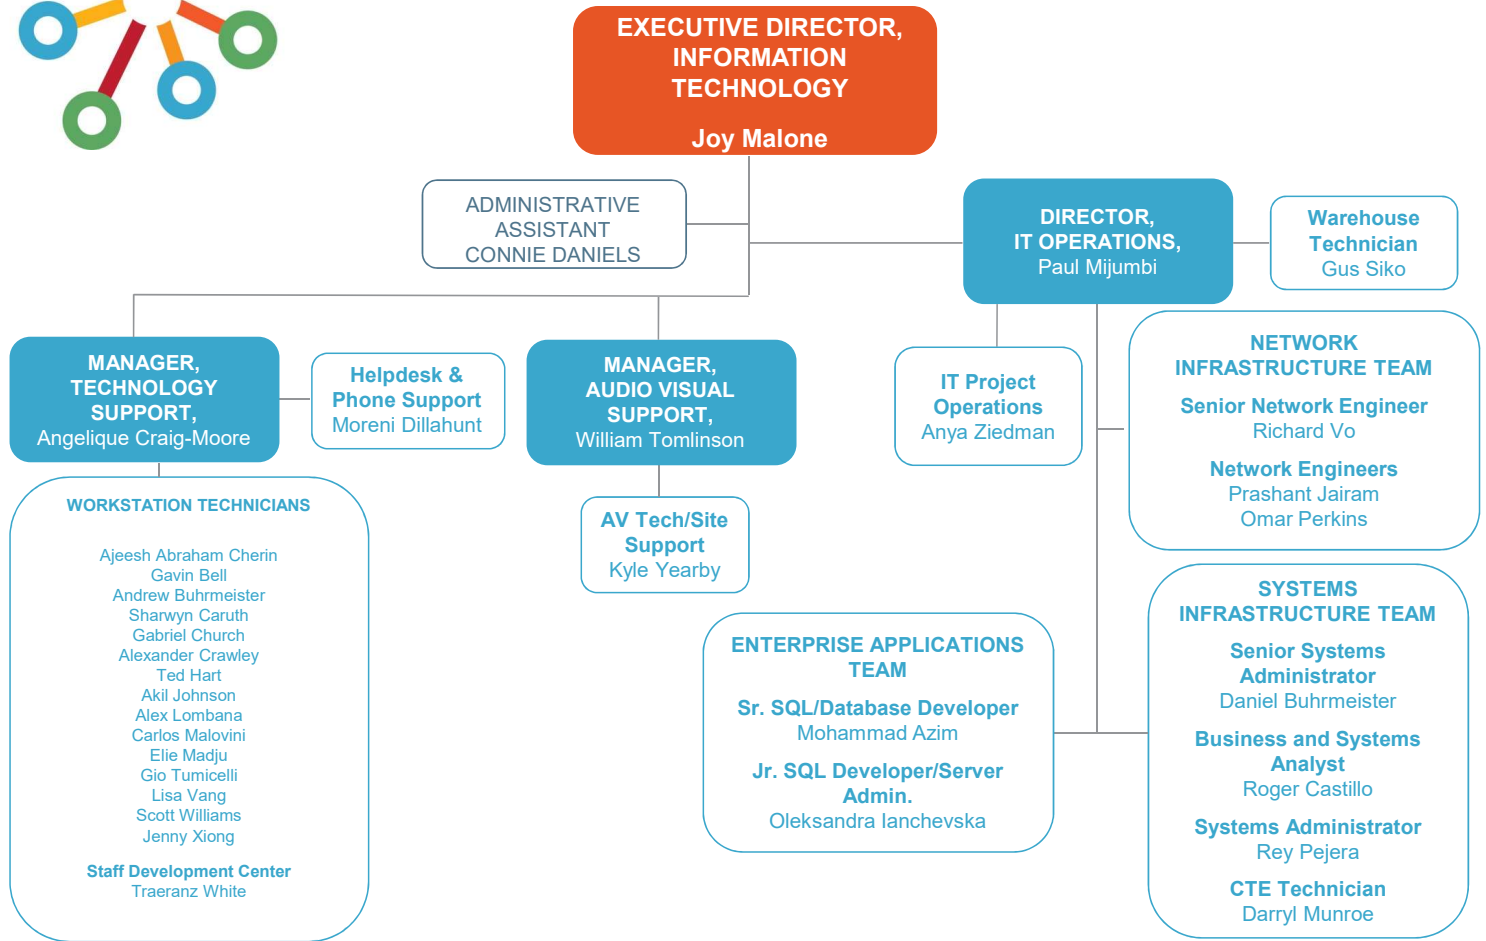 EXECUTIVE DIRECTOR,
INFORMATION
TECHNOLOGY
Joy Malone
ADMINISTRATIVE
ASSISTANT
CONNIE DANIELS
DIRECTOR,
IT OPERATIONS,
Paul Mijumbi
Warehouse
Technician
Gus Siko
MANAGER,
TECHNOLOGY
SUPPORT,
Angelique Craig-Moore
Helpdesk &
Phone Support
Moreni Dillahunt
MANAGER,
AUDIO VISUAL
SUPPORT,
William Tomlinson
IT Project
Operations
Anya Ziedman
NETWORK
INFRASTRUCTURE TEAM
Senior Network Engineer
Richard Vo
Network Engineers
Prashant Jairam
Omar Perkins
WORKSTATION TECHNICIANS
Ajeesh Abraham Cherin
Gavin Bell
Andrew Buhrmeister
Sharwyn Caruth
Gabriel Church
Alexander Crawley
Ted Hart
Akil Johnson
Alex Lombana
Carlos Malovini
Elie Madju
Gio Tumicelli
Lisa Vang
Scott Williams
Jenny Xiong
Staff Development Center
Traeranz White
AV Tech/Site
Support
Kyle Yearby
ENTERPRISE APPLICATIONS
TEAM
Sr. SQL/Database Developer
Mohammad Azim
Jr. SQL Developer/Server
Admin.
Oleksandra Ianchevska
SYSTEMS
INFRASTRUCTURE TEAM
Senior Systems
Administrator
Daniel Buhrmeister
Business and Systems
Analyst
Roger Castillo
Systems Administrator
Rey Pejera
CTE Technician
Darryl Munroe